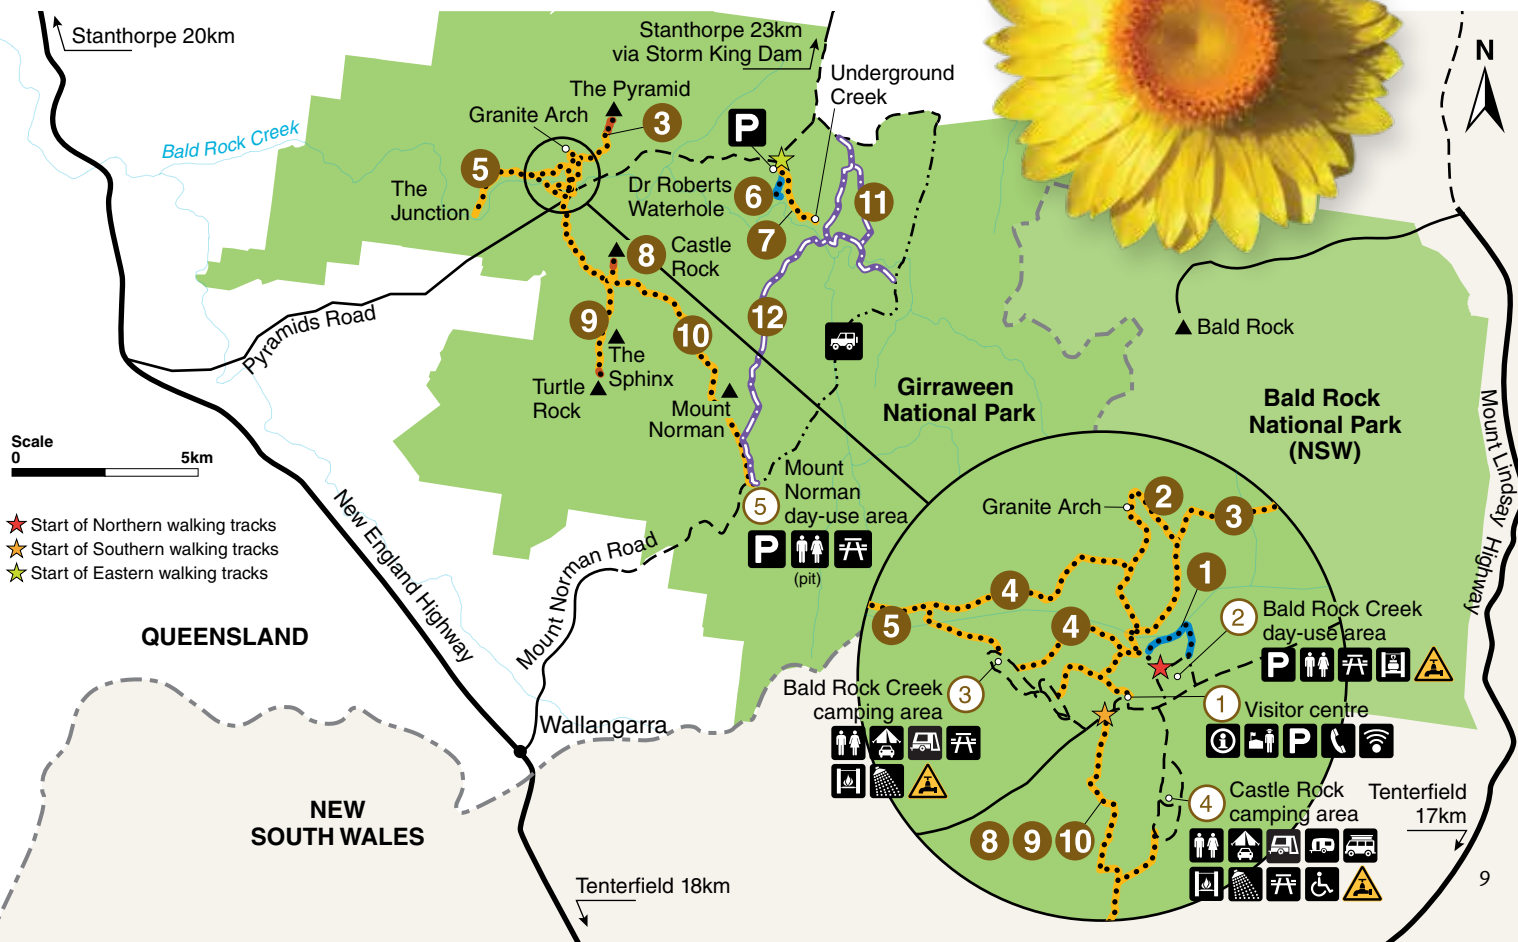 Stanthorpe 20km
Stanthorpe 23km
via Storm King Dam
Underground
Creek
N
The Pyramid
Granite Arch
3
P
Bald Rock Creek
5
The
Junction
Dr Roberts
Waterhole
6
11
7
8
Castle
Rock
Pyramids Road
9
10
12
The
Sphinx
Turtle
Rock
Mount
Norman
Bald Rock
Girraween
National Park
Bald Rock
National Park
(NSW)
Mount Lindsay Highway
Scale
0 5km
Start of Northern walking tracks
Start of Southern walking tracks
Start of Eastern walking tracks
New England Highway
Mount Norman Road
5
Mount
Norman
day-use area
P
(pit)
Granite Arch
2
3
1
4
4
5
2
Bald Rock Creek
day-use area
P
Bald Rock Creek
camping area
3
1
Visitor centre
i
P
4
Castle Rock
camping area
8 9 10
QUEENSLAND
Wallangarra
NEW
SOUTH WALES
Tenterfield 18km
Tenterfield
17km
9